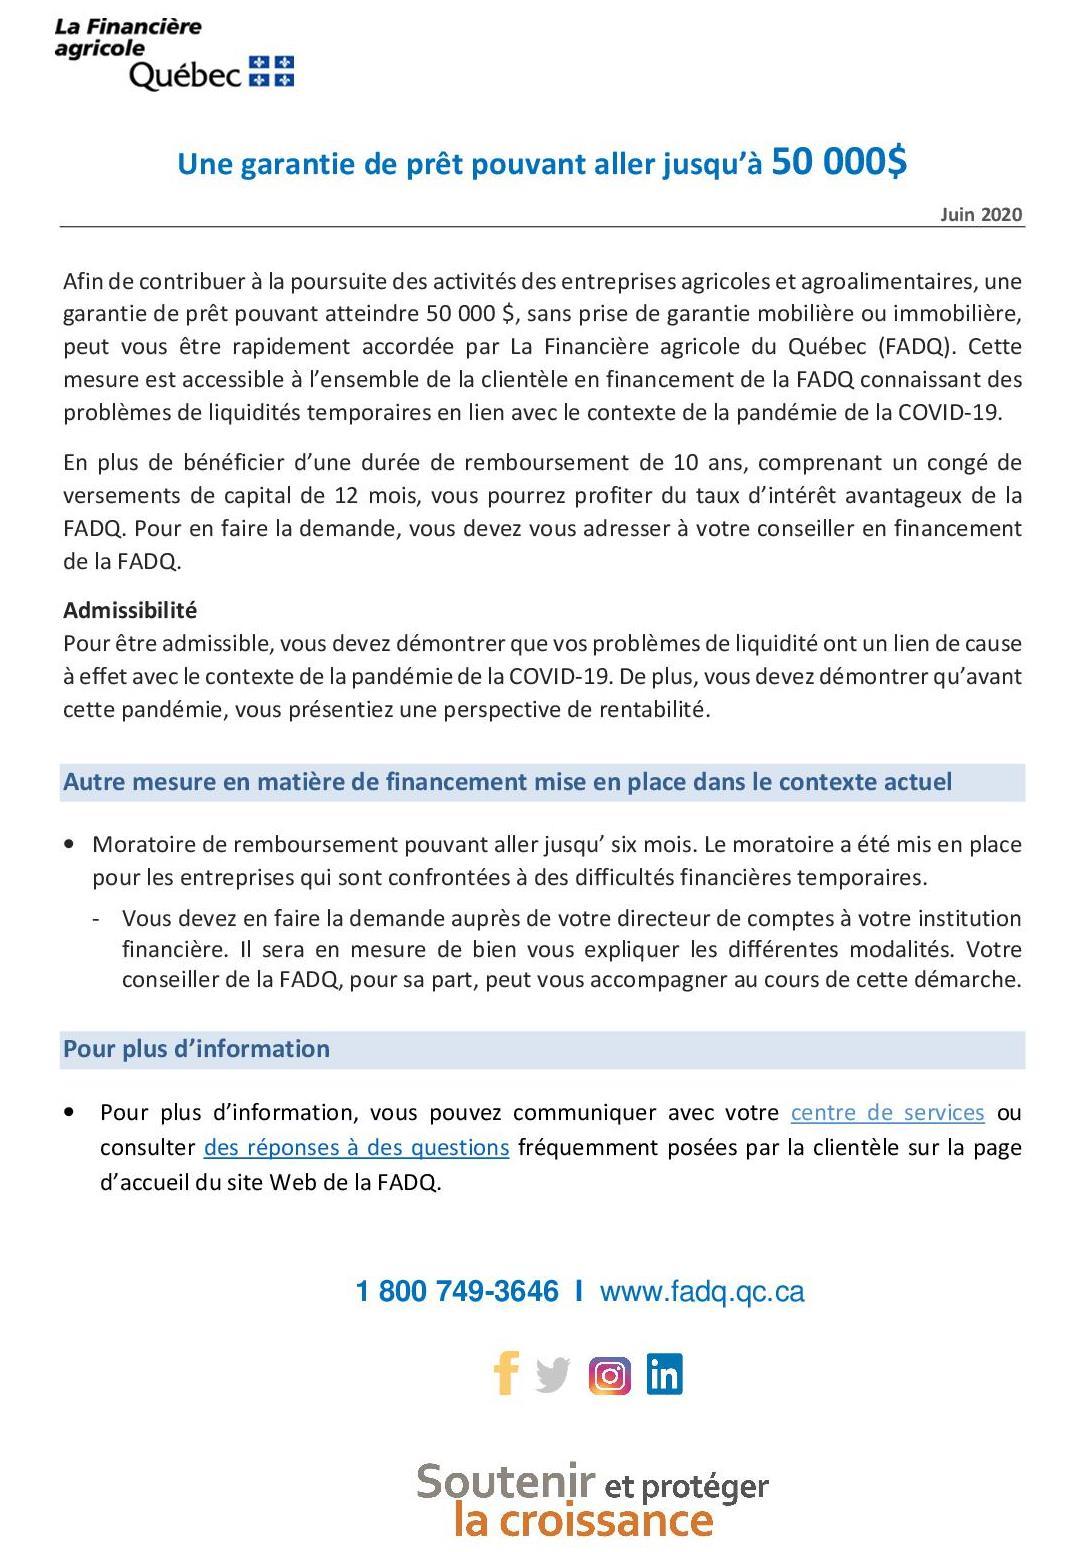 La Financière
agricole
Québec
Une garantie de prêt pouvant aller jusqu’à 50 000$
Juin 2020
Afin de contribuer à la poursuite des activités des entreprises agricoles et agroalimentaires, une
garantie de prêt pouvant atteindre 50 000 $, sans prise de garantie mobilière ou immobilière,
peut vous être rapidement accordée par La Financière agricole du Québec (FADQ). Cette
mesure est accessible à l’ensemble de la clientèle en financement de la FADQ connaissant des
problèmes de liquidités temporaires en lien avec le contexte de la pandémie de la COVID-19.
En plus de bénéficier d’une durée de remboursement de 10 ans, comprenant un congé de
versements de capital de 12 mois, vous pourrez profiter du taux d’intérêt avantageux de la
FADQ. Pour en faire la demande, vous devez vous adresser à votre conseiller en financement
de la FADQ.
Admissibilité
Pour être admissible, vous devez démontrer que vos problèmes de liquidité ont un lien de cause
à effet avec le contexte de la pandémie de la COVID-19. De plus, vous devez démontrer qu’avant
cette pandémie, vous présentiez une perspective de rentabilité.
Autre mesure en matière de financement mise en place dans le contexte actuel
• Moratoire de remboursement pouvant aller jusqu’ six mois. Le moratoire a été mis en place
pour les entreprises qui sont confrontées à des difficultés financières temporaires.
- Vous devez en faire la demande auprès de votre directeur de comptes à votre institution
financière. Il sera en mesure de bien vous expliquer les différentes modalités. Votre
conseiller de la FADQ, pour sa part, peut vous accompagner au cours de cette démarche.
Pour plus d’information
• Pour plus d’information, vous pouvez communiquer avec votre centre de services ou
consulter des réponses à des questions fréquemment posées par la clientèle sur la page
d’accueil du site Web de la FADQ.
1 800 749-3646 I www.fadq.qc.ca
f in
Soutenir et protéger
la croissance